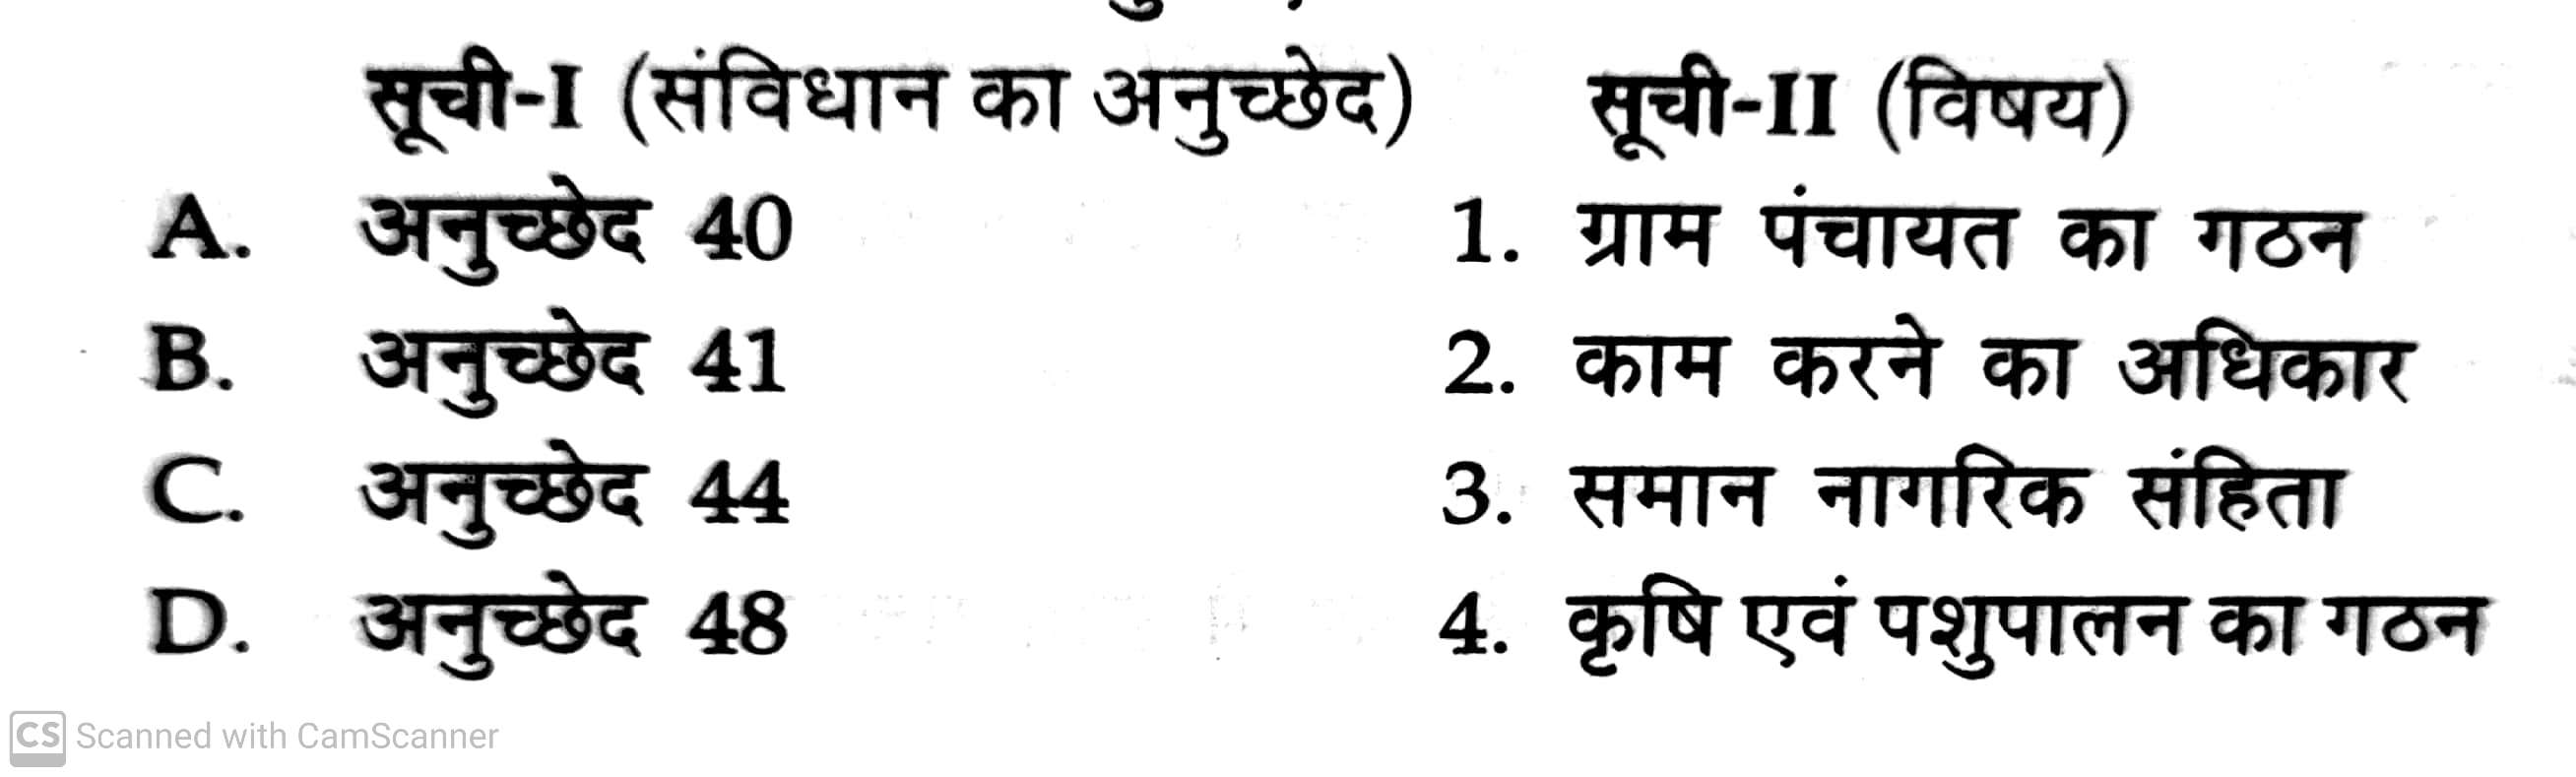 सूची-I (संविधान का अनुच्छेद) सूची-II (विषय)
A. अनुच्छेद 40 1. ग्राम पंचायत का गठन
B. अनुच्छेद 41 2. काम करने का अधिकार
C. अनुच्छेद 44 3. समान नागरिक संहिता
D. अनुच्छेद 48 4. कृषि एवं पशुपालन का गठन
CS Scanned with CamScanner